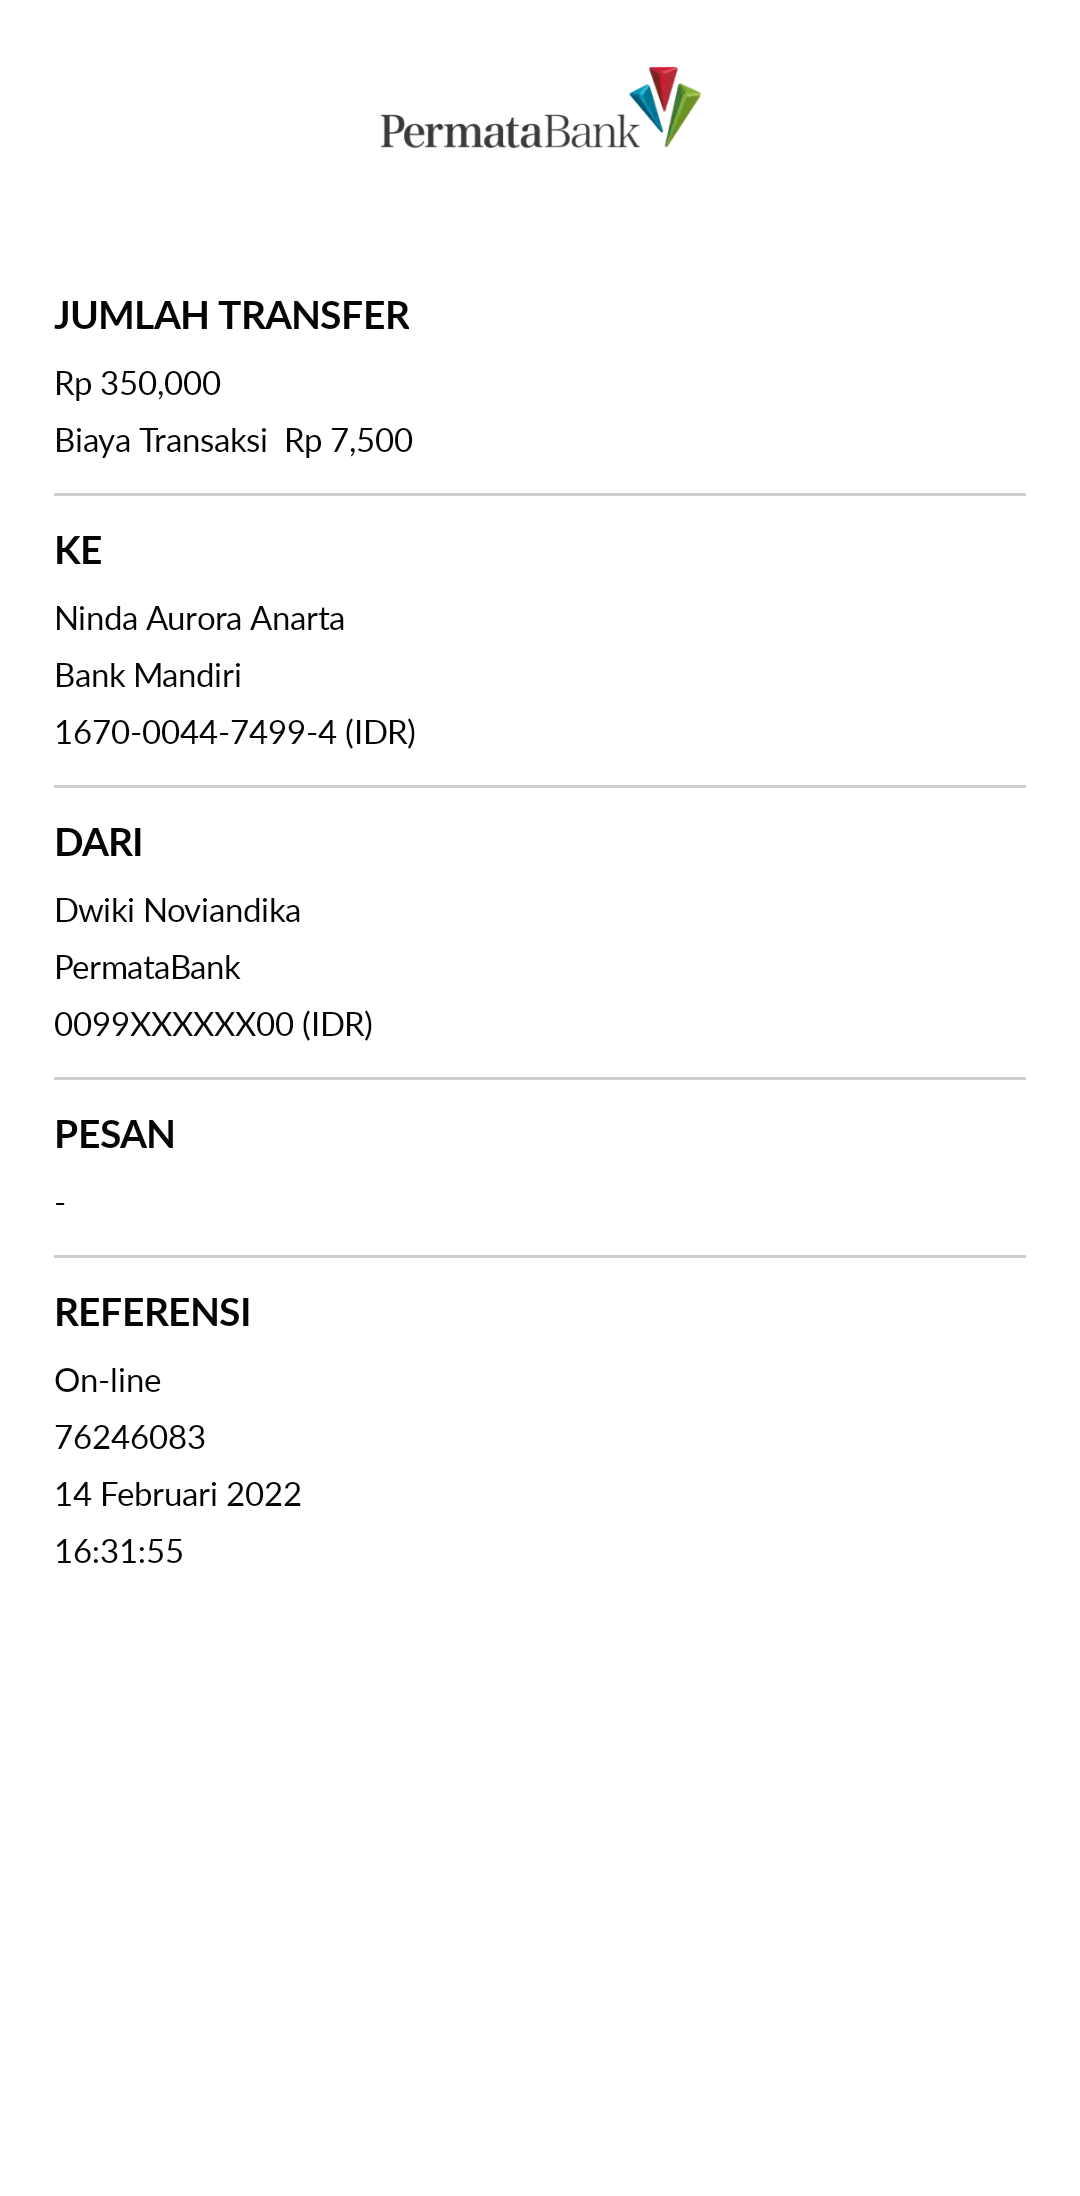 PermataBank
JUMLAH TRANSFER
Rp 350,000
Biaya Transaksi  Rp 7,500
KE
Ninda Aurora Anarta
Bank Mandiri
1670-0044-7499-4 (IDR)
DARI
Dwiki Noviandika
PermataBank
0099XXXXXX00 (IDR)
PESAN
-
REFERENSI
On-line
76246083
14 Februari 2022
16:31:55